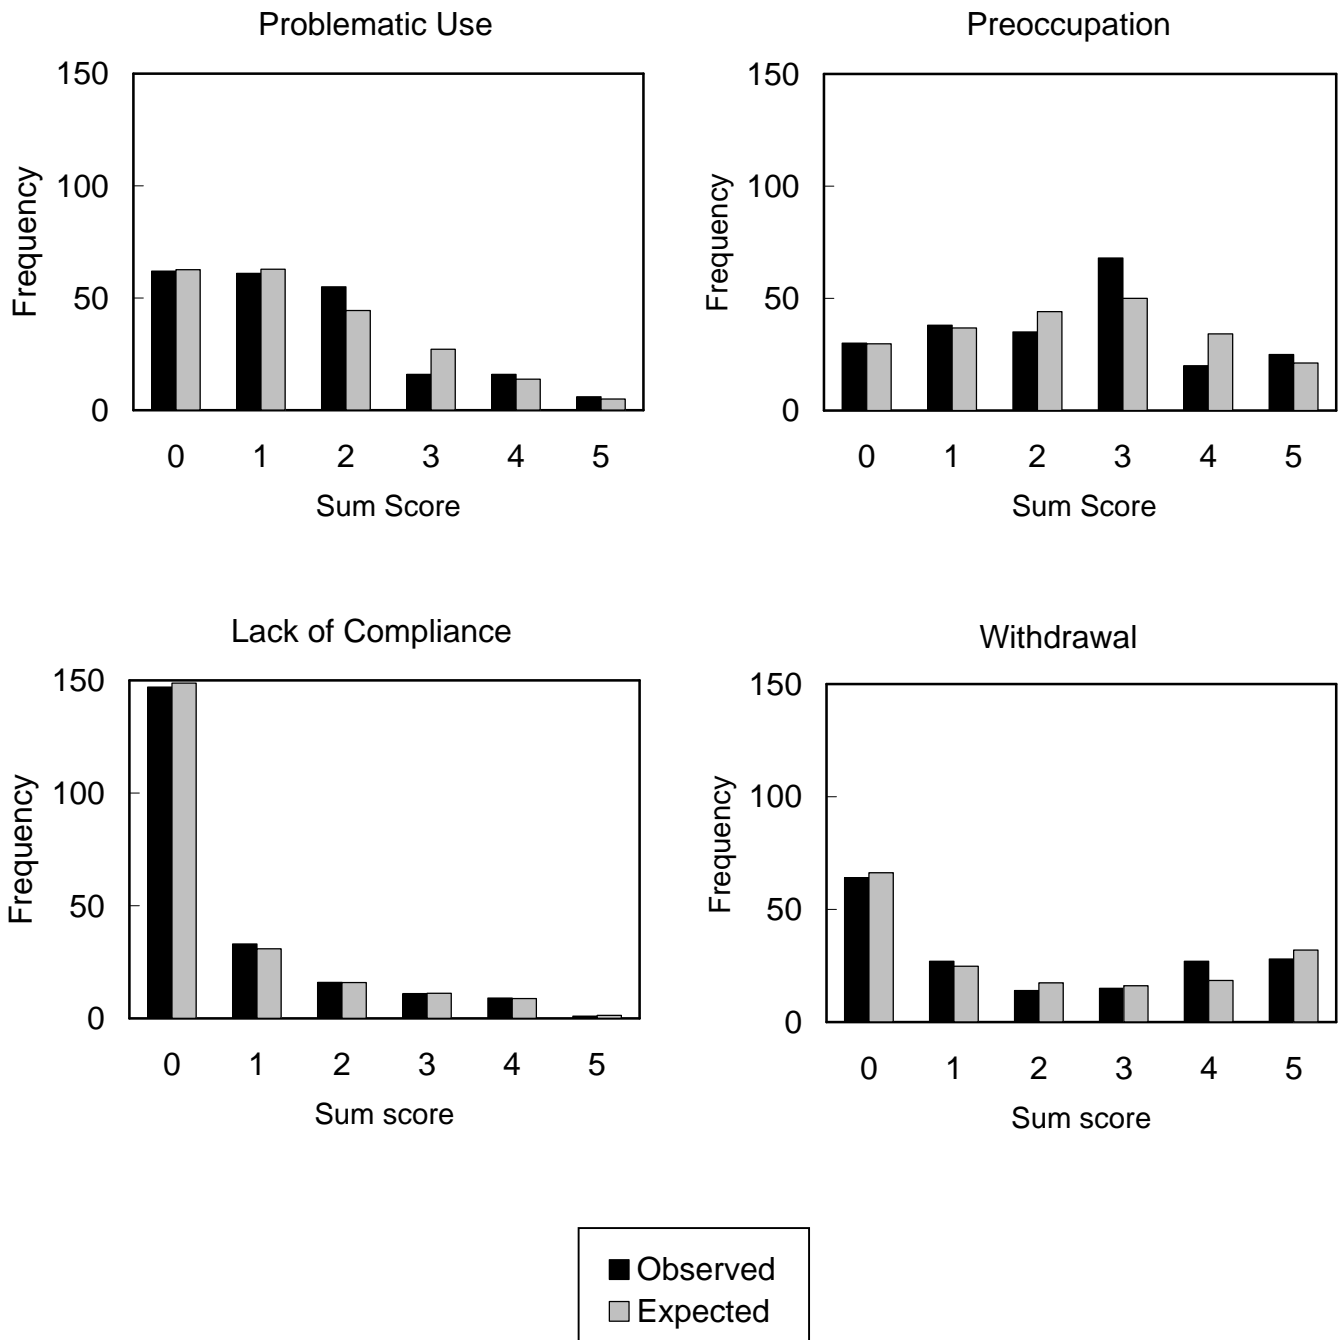 Problematic Use
150
100
50
0
Frequency
0 1 2 3 4 5
Sum Score
Preoccupation
150
100
50
0
Frequency
0 1 2 3 4 5
Sum Score
Lack of Compliance
150
100
50
0
Frequency
0 1 2 3 4 5
Sum score
Withdrawal
150
100
50
0
Frequency
0 1 2 3 4 5
Sum score
Observed
Expected